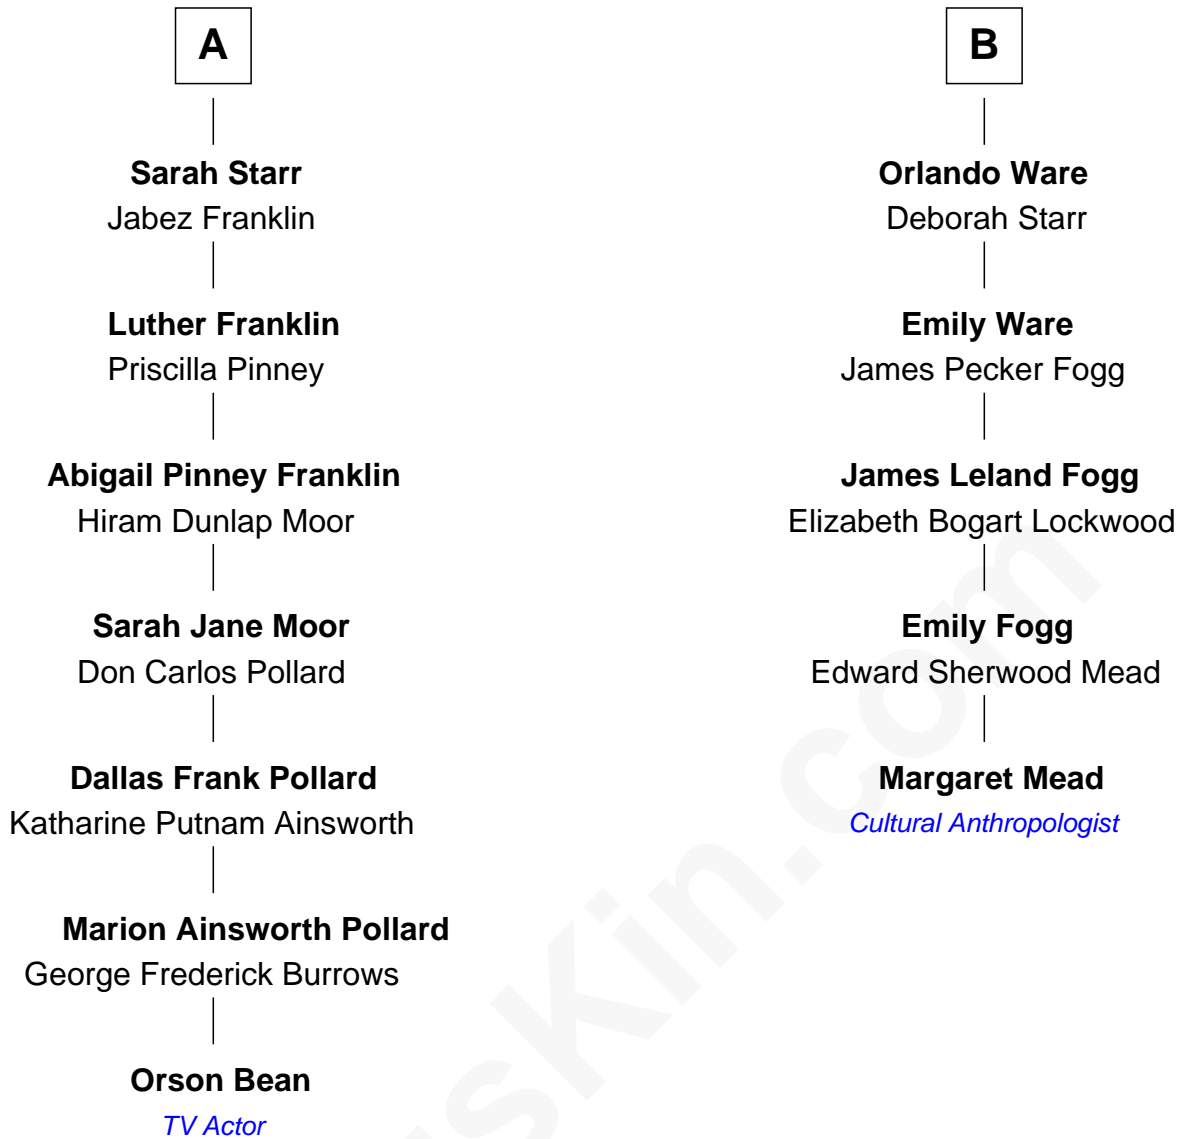 A
Sarah Starr
Jabez Franklin
Luther Franklin
Priscilla Pinney
Abigail Pinney Franklin
Hiram Dunlap Moor
Sarah Jane Moor
Don Carlos Pollard
Dallas Frank Pollard
Katharine Putnam Ainsworth
Marion Ainsworth Pollard
George Frederick Burrows
Orson Bean
TV Actor
B
Orlando Ware
Deborah Starr
Emily Ware
James Pecker Fogg
James Leland Fogg
Elizabeth Bogart Lockwood
Emily Fogg
Edward Sherwood Mead
Margaret Mead
Cultural Anthropologist
sKin.com